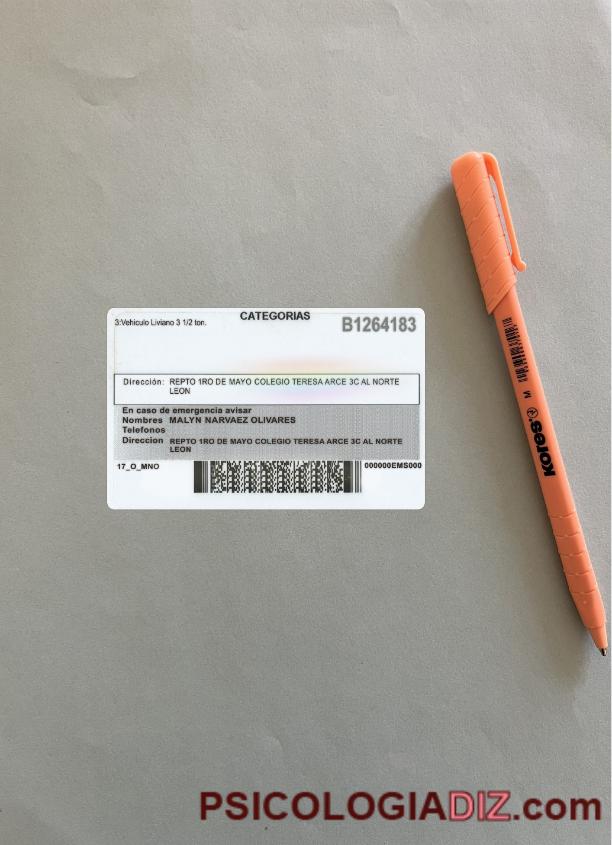 CATEGORIAS
3:Vehiculo Liviano 3 1/2 ton.
B1264183
Dirección: REPTO 1RO DE MAYO COLEGIO TERESA ARCE 3C AL NORTE
LEON
En caso de emergencia avisar
Nombres MALYN NARVAEZ OLIVARES
Telefonos
Direccion REPTO 1RO DE MAYO COLEGIO TERESA ARCE 3C AL NORTE
LEON
17_O_MNO
000000EMS000
M
Kores
PSICOLOGIADIZ.com